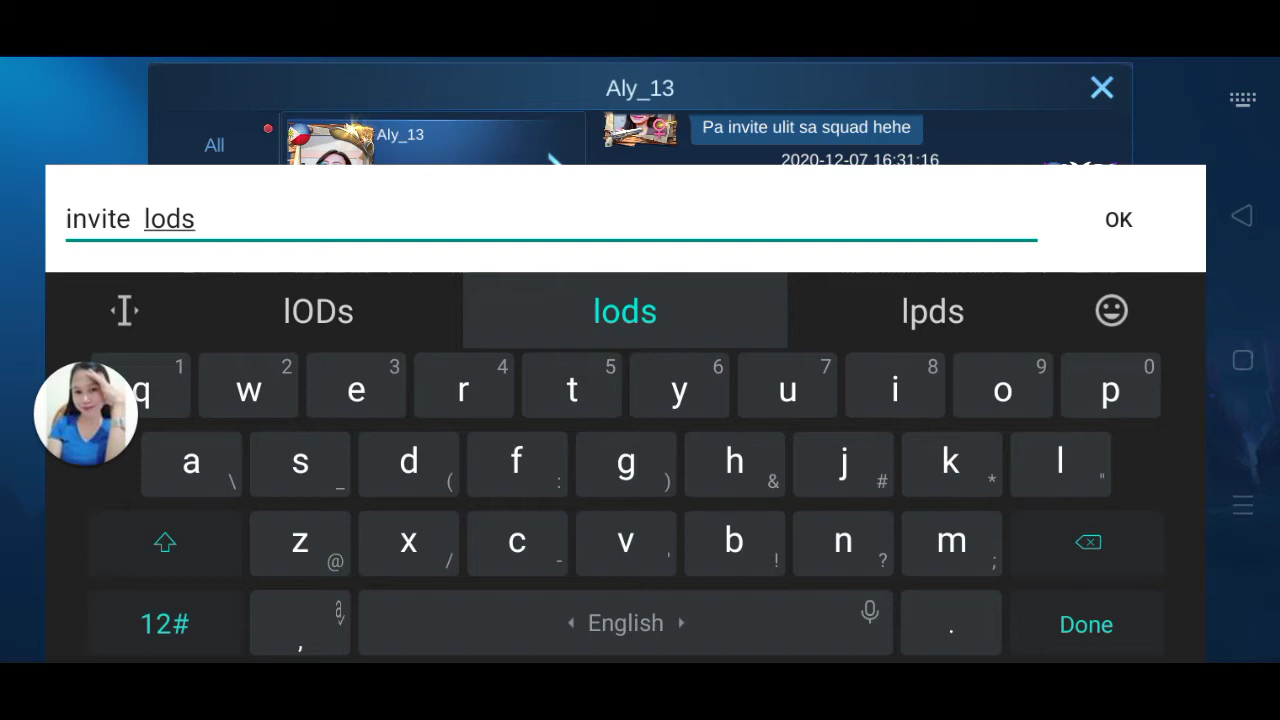 Aly_13
All
Aly_13
Pa invite ulit sa squad hehe
2020-12-07 16:31:16
invite  lods
OK
lODs
lods
lpds
1 2 3 4 5 6 7 8 9 0
q w e r t y u i o p
a s d f g h j k l
\ _ ( : ) & # * "
z x c v b n m
@ / - ' ! ? ;
12# , English . Done